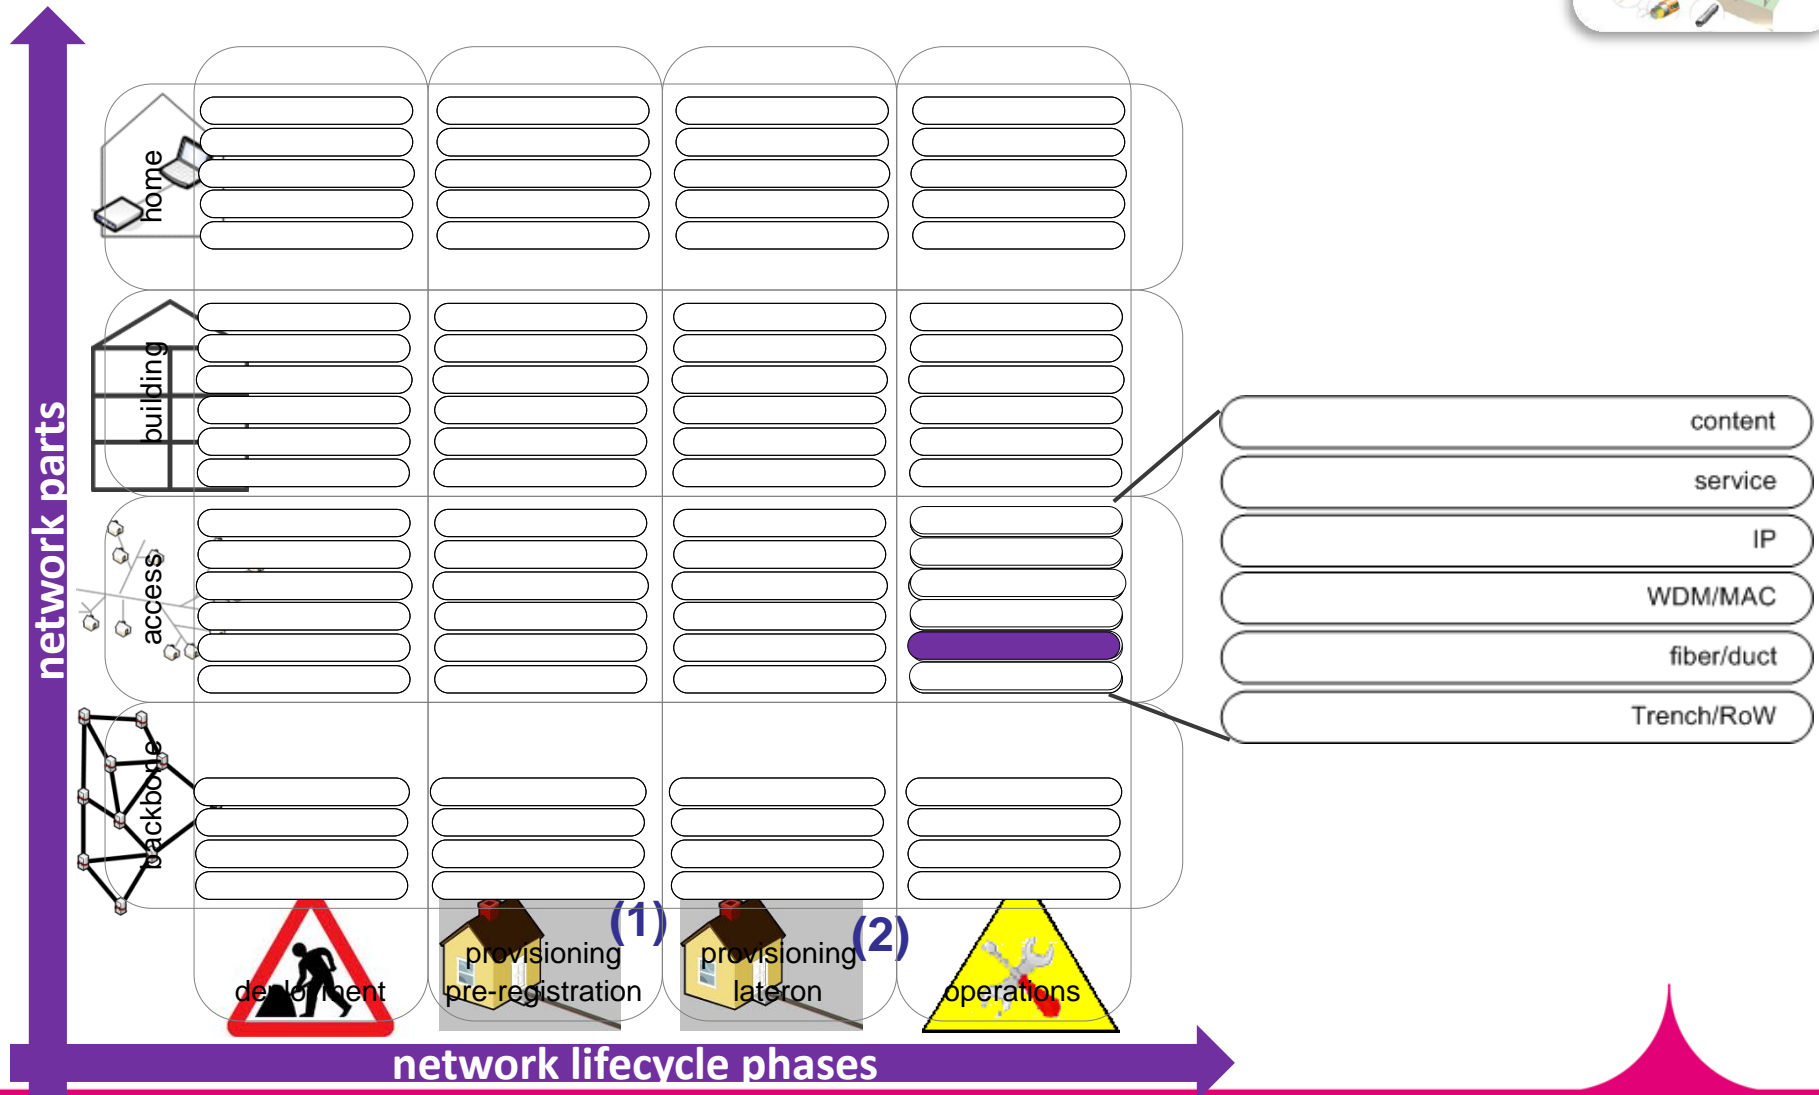 home
building
access
backbone
network parts
content
service
IP
WDM/MAC
fiber/duct
Trench/RoW
deployment
provisioning
pre-registration
(1)
provisioning
lateron
(2)
operations
network lifecycle phases